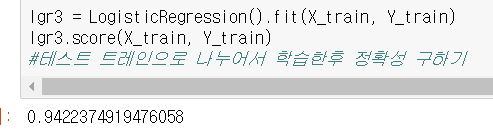 lgr3 = LogisticRegression().fit(X_train, Y_train)
lgr3.score(X_train, Y_train)
#테스트 트레인으로 나누어서 학습한후 정확성 구하기
]: 0.9422374919476058